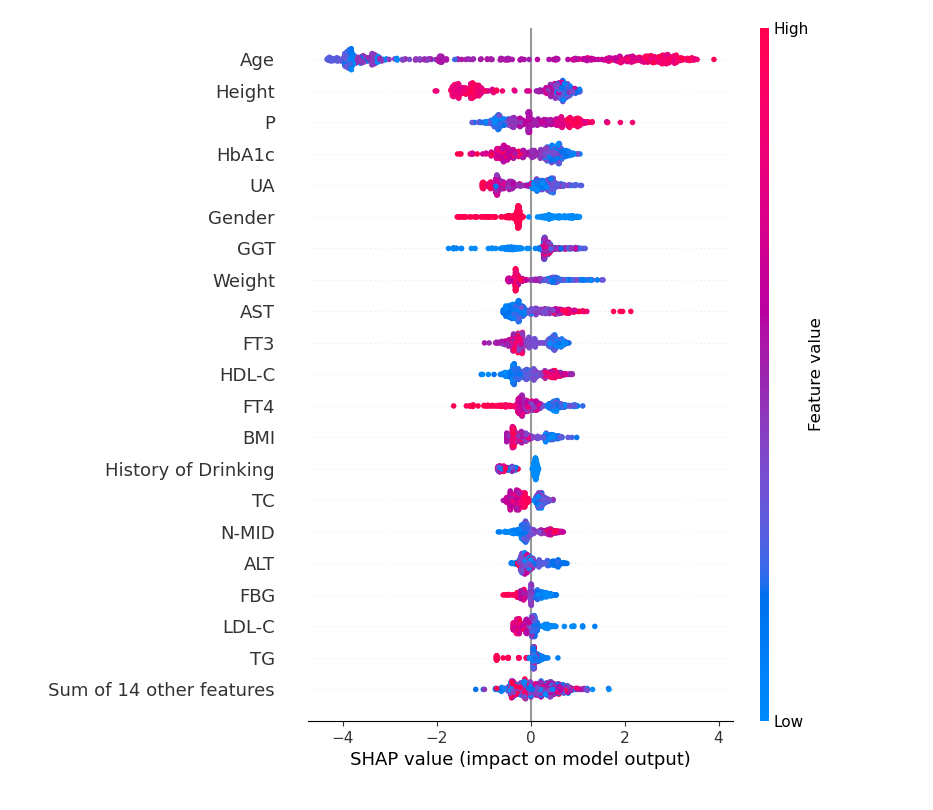 High
Age
Height
P
HbA1c
UA
Gender
GGT
Weight
AST
FT3
HDL-C
FT4
BMI
History of Drinking
TC
N-MID
ALT
FBG
LDL-C
TG
Sum of 14 other features
Feature value
Low
−4 −2 0 2 4
SHAP value (impact on model output)